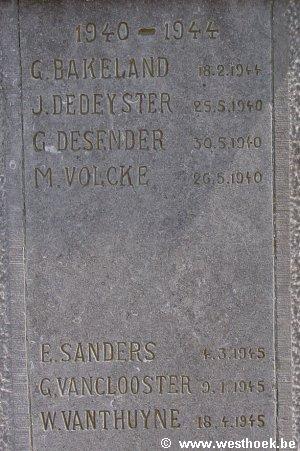 1940 - 1944
G. BAKELAND 18.2.1944
J. DEDEYSTER 25.5.1940
G. DESENDER 30.5.1940
M. VOLCKE 26.5.1940
E. SANDERS 4.3.1945
G. VANCLOOSTER 9.1.1945
W. VANTHUYNE 18.4.1945
© www.westhoek.be